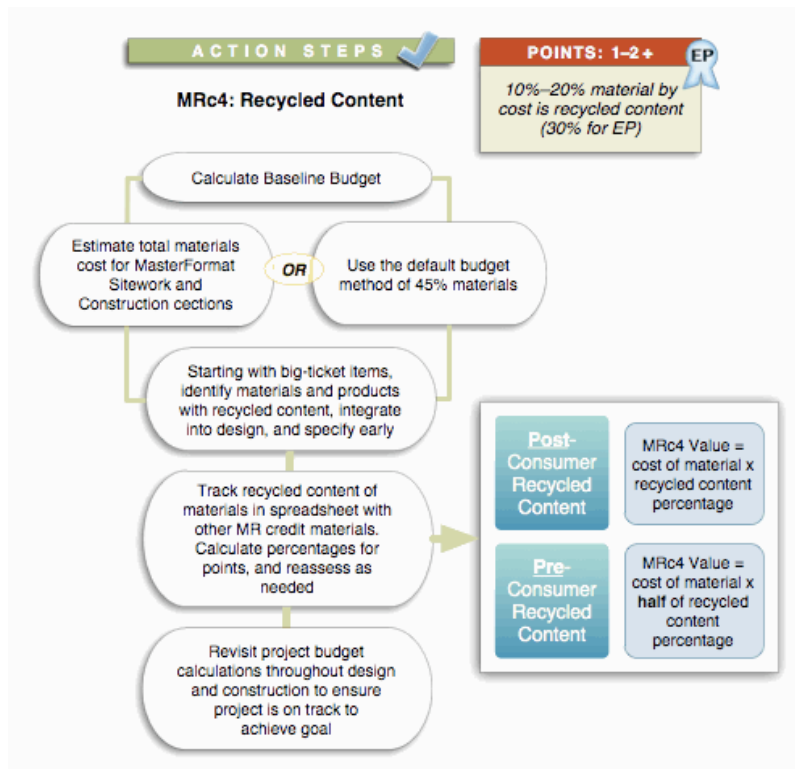 ACTION STEPS
MRc4: Recycled Content
POINTS: 1–2+
EP
10%–20% material by
cost is recycled content
(30% for EP)
Calculate Baseline Budget
Estimate total materials
cost for MasterFormat
Sitework and
Construction cections
OR
Use the default budget
method of 45% materials
Starting with big-ticket items,
identify materials and products
with recycled content, integrate
into design, and specify early
Track recycled content of
materials in spreadsheet with
other MR credit materials.
Calculate percentages for
points, and reassess as
needed
Revisit project budget
calculations throughout design
and construction to ensure
project is on track to
achieve goal
Post-
Consumer
Recycled
Content
MRc4 Value =
cost of material x
recycled content
percentage
Pre-
Consumer
Recycled
Content
MRc4 Value =
cost of material x
half of recycled
content
percentage